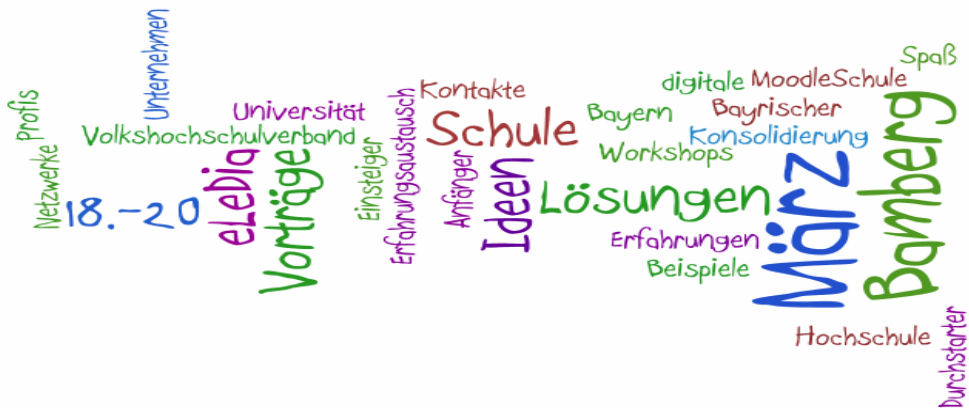 Profis
Netzwerke
18.-20
Unternehmen
Volkshochschulverband
Universität
eLeDia
Vorträge
Einsteiger
Erfahrungsaustausch
Kontakte
Schule
Anfänger
Ideen
Lösungen
Bayern
Workshops
digitale
MoodleSchule
Bayrischer
Konsolidierung
Erfahrungen
Beispiele
März
Bamberg
Spaß
Hochschule
Durchstarter